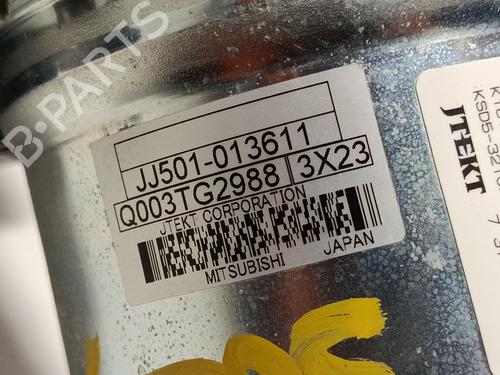 B-PARTS
JJ501-013611
Q003TG2988 3X23
JTEKT CORPORATION
MITSUBISHI JAPAN
JTEKT